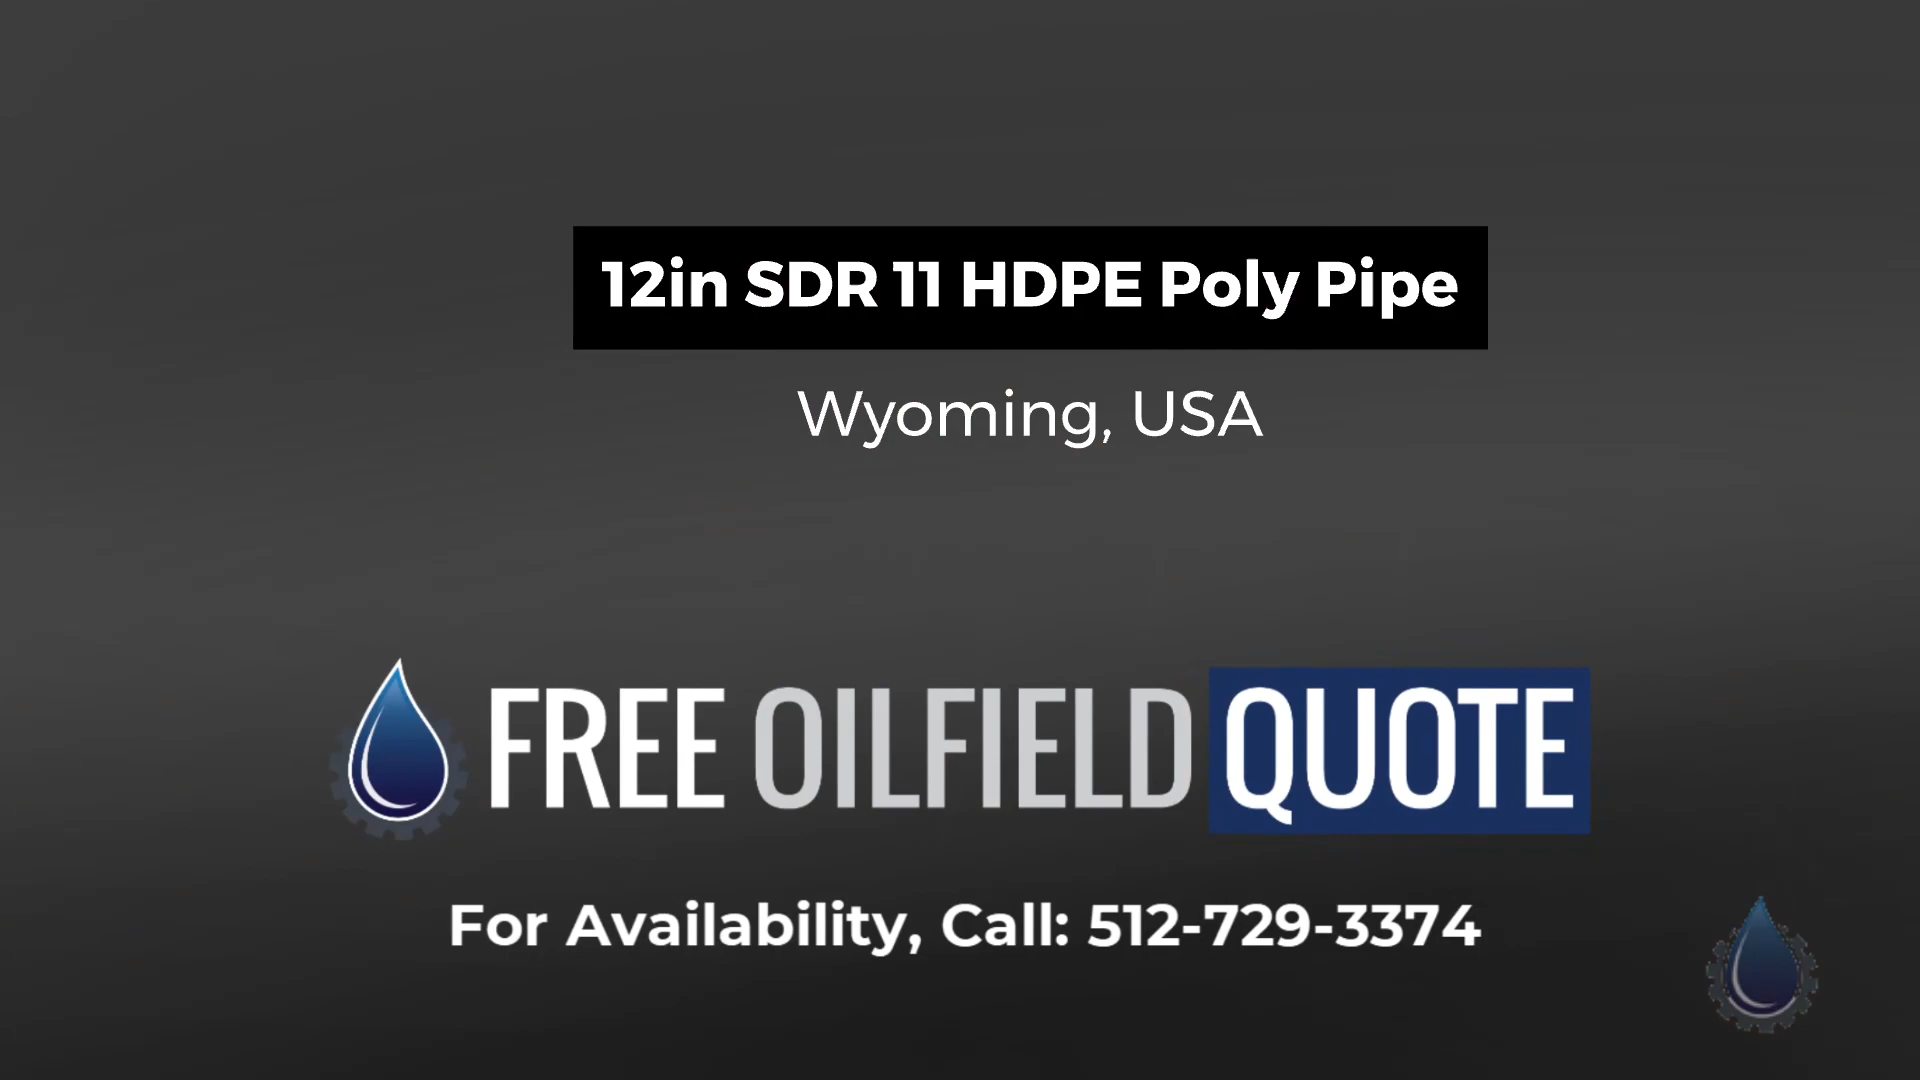 12in SDR 11 HDPE Poly Pipe
Wyoming, USA
FREE OILFIELD QUOTE
For Availability, Call: 512-729-3374